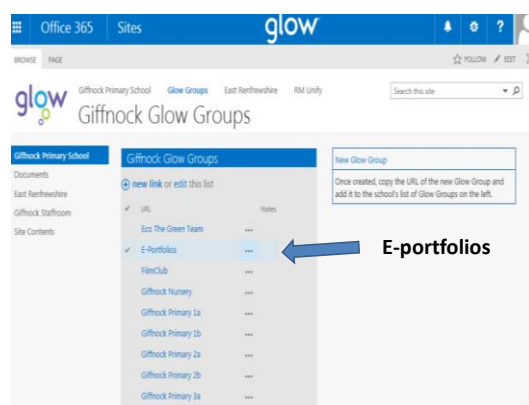 Office 365 Sites glow ?
BROWSE PAGE FOLLOW EDIT
glow Giffnock Primary School Glow Groups East Renfrewshire RM Unify Search this site
Giffnock Glow Groups
Giffnock Primary School
Documents
East Renfrewshire
Giffnock Staffroom
Site Contents
Giffnock Glow Groups
new link or edit this list
URL Notes
Eco The Green Team ...
E-Portfolios ...
FilmClub ...
Giffnock Nursery ...
Giffnock Primary 1a ...
Giffnock Primary 1b ...
Giffnock Primary 2a ...
Giffnock Primary 2b ...
Giffnock Primary 3a ...
New Glow Group
Once created, copy the URL of the new Glow Group and
add it to the school's list of Glow Groups on the left.
E-portfolios